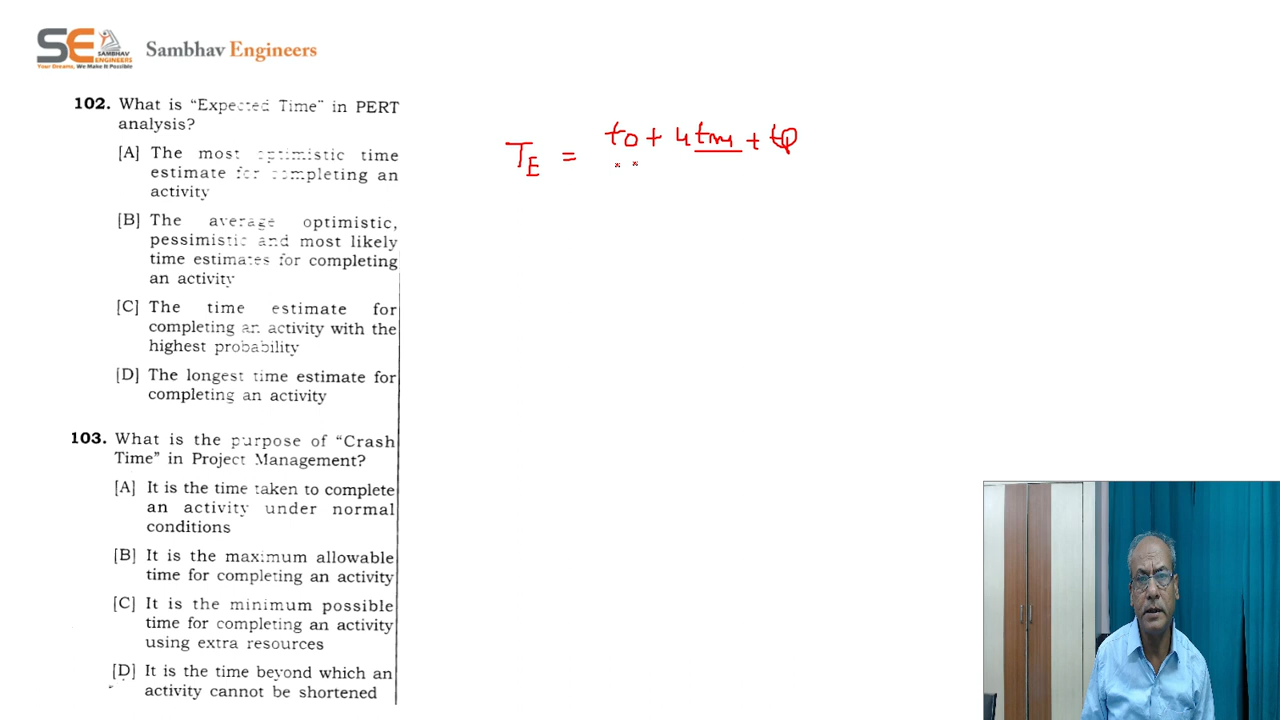 SE
SAMBHAV
ENGINEERS
Your Dreams, We Make It Possible
Sambhav Engineers
102. What is "Expected Time" in PERT
analysis?
[A] The most optimistic time
estimate for completing an
activity
[B] The average optimistic,
pessimistic and most likely
time estimates for completing
an activity
[C] The time estimate for
completing an activity with the
highest probability
[D] The longest time estimate for
completing an activity
103. What is the purpose of "Crash
Time" in Project Management?
[A] It is the time taken to complete
an activity under normal
conditions
[B] It is the maximum allowable
time for completing an activity
[C] It is the minimum possible
time for completing an activity
using extra resources
[D] It is the time beyond which an
activity cannot be shortened
TE = to + 4tm + tp